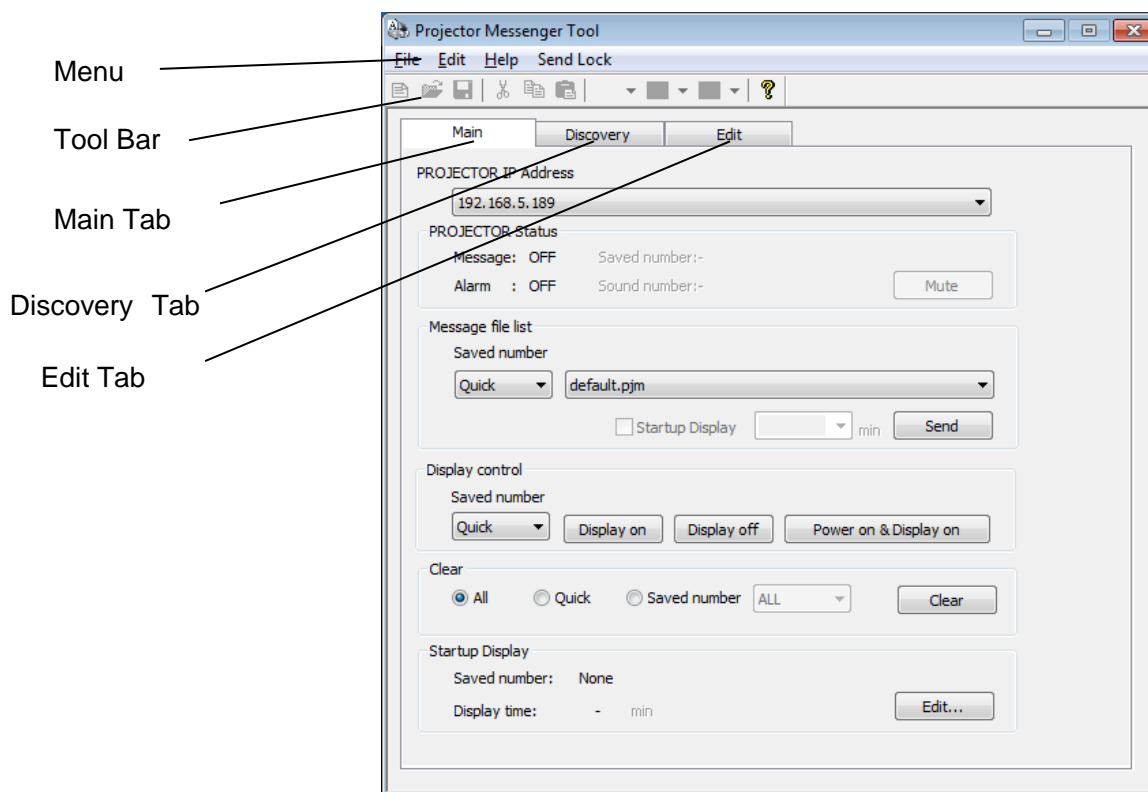 Projector Messenger Tool
Menu
File Edit Help Send Lock
Tool Bar
?
Main Tab
Discovery Tab
Edit Tab
Main Discovery Edit
PROJECTOR IP Address
192.168.5.189
PROJECTOR Status
Message: OFF Saved number:-
Alarm : OFF Sound number:- Mute
Message file list
Saved number
Quick default.pjm
Startup Display min Send
Display control
Saved number
Quick Display on Display off Power on & Display on
Clear
All Quick Saved number ALL Clear
Startup Display
Saved number: None
Display time: - min Edit...